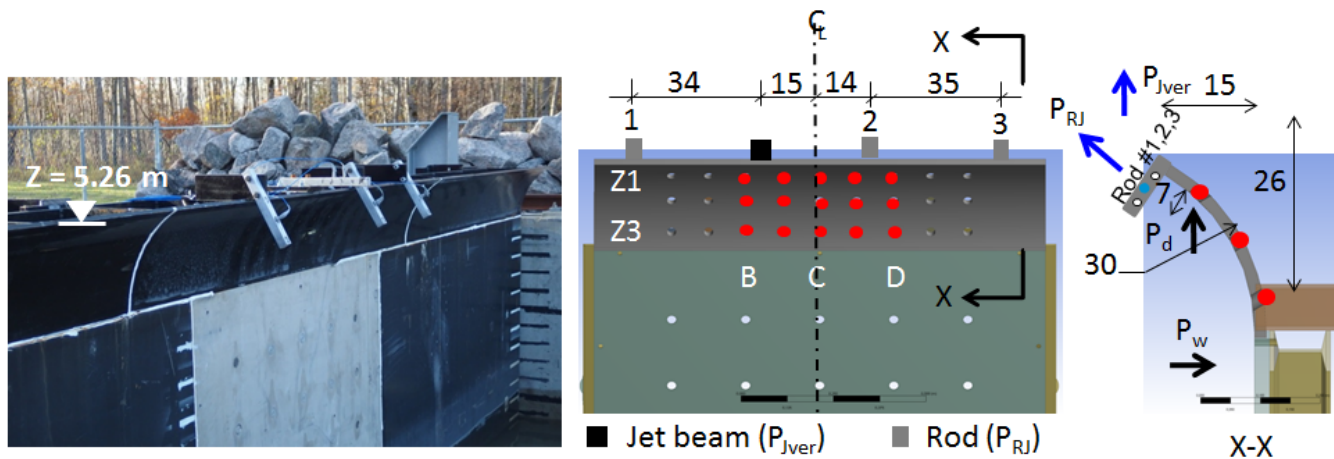 Z = 5.26 m
C
L
X
34
15
14
35
1
2
3
Z1
Z3
B
C
D
X
Jet beam (PJver)
Rod (PRJ)
PJver
15
PRJ
Rod #1,2,3
7
26
Pd
30
Pw
X-X